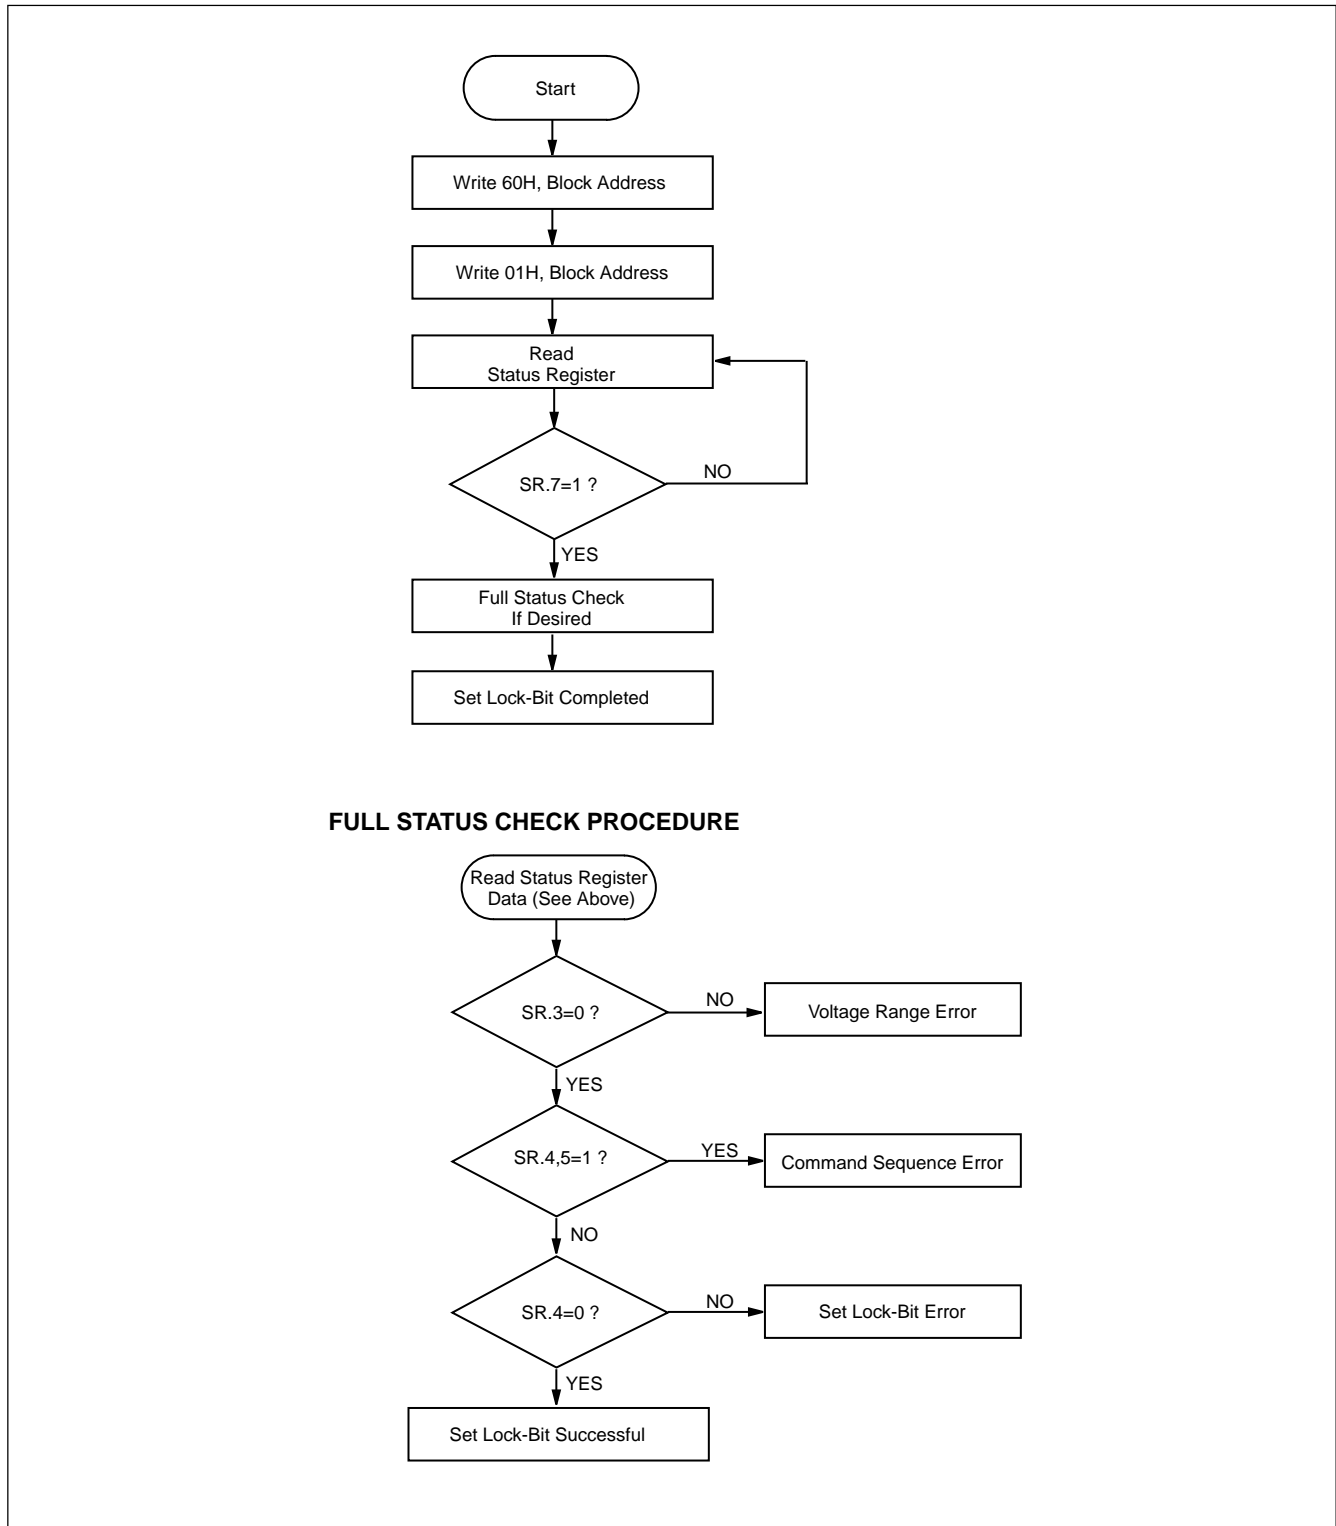 Start
Write 60H, Block Address
Write 01H, Block Address
Read
Status Register
SR.7=1 ?
NO
YES
Full Status Check
If Desired
Set Lock-Bit Completed
FULL STATUS CHECK PROCEDURE
Read Status Register
Data (See Above)
SR.3=0 ?
NO
Voltage Range Error
YES
SR.4,5=1 ?
YES
Command Sequence Error
NO
SR.4=0 ?
NO
Set Lock-Bit Error
YES
Set Lock-Bit Successful